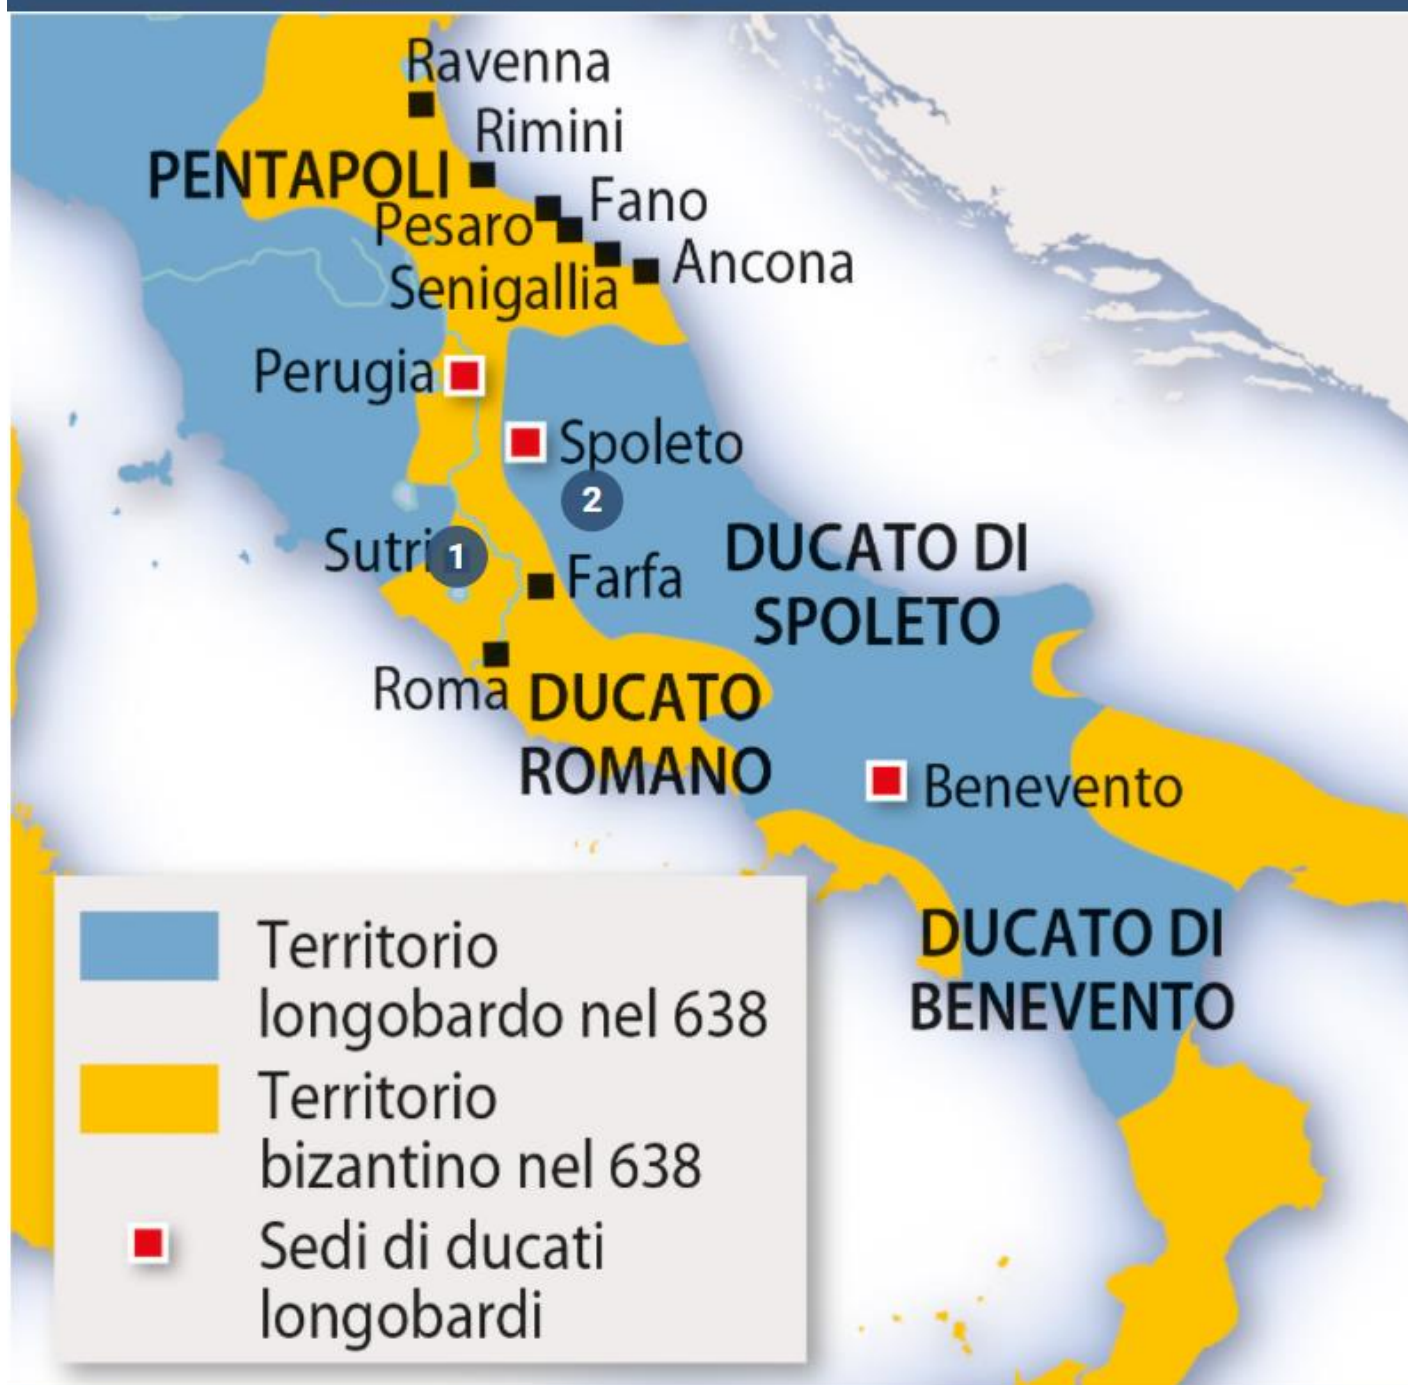 Ravenna
Rimini
PENTAPOLI
Fano
Pesaro
Ancona
Senigallia
Perugia
Spoleto
2
DUCATO DI
SPOLETO
Sutri
1
Farfa
Roma
DUCATO
ROMANO
Benevento
DUCATO DI
BENEVENTO
Territorio
longobardo nel 638
Territorio
bizantino nel 638
Sedi di ducati
longobardi